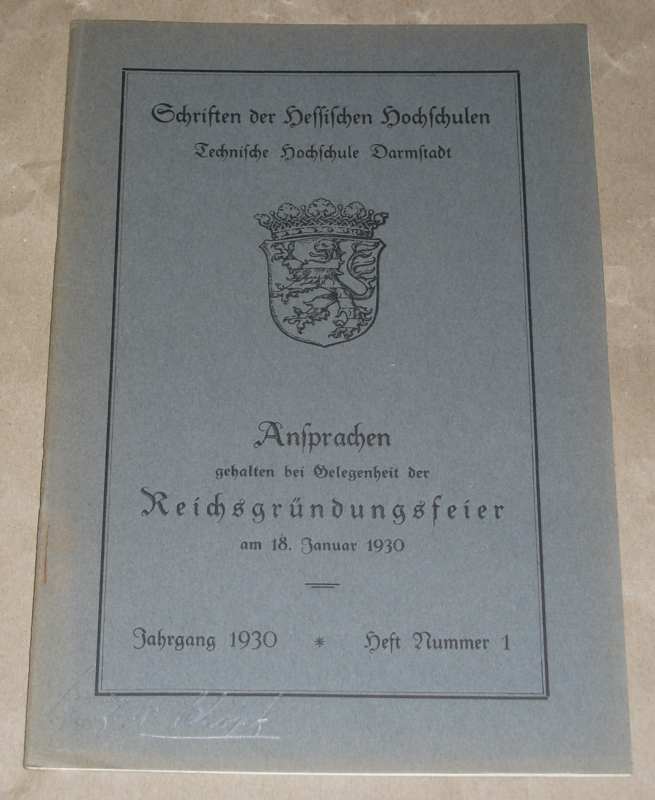 Schriften der Hessischen Hochschulen
Technische Hochschule Darmstadt
Ansprachen
gehalten bei Gelegenheit der
Reichsgründungsfeier
am 18. Januar 1930
Jahrgang 1930 * Heft Nummer 1